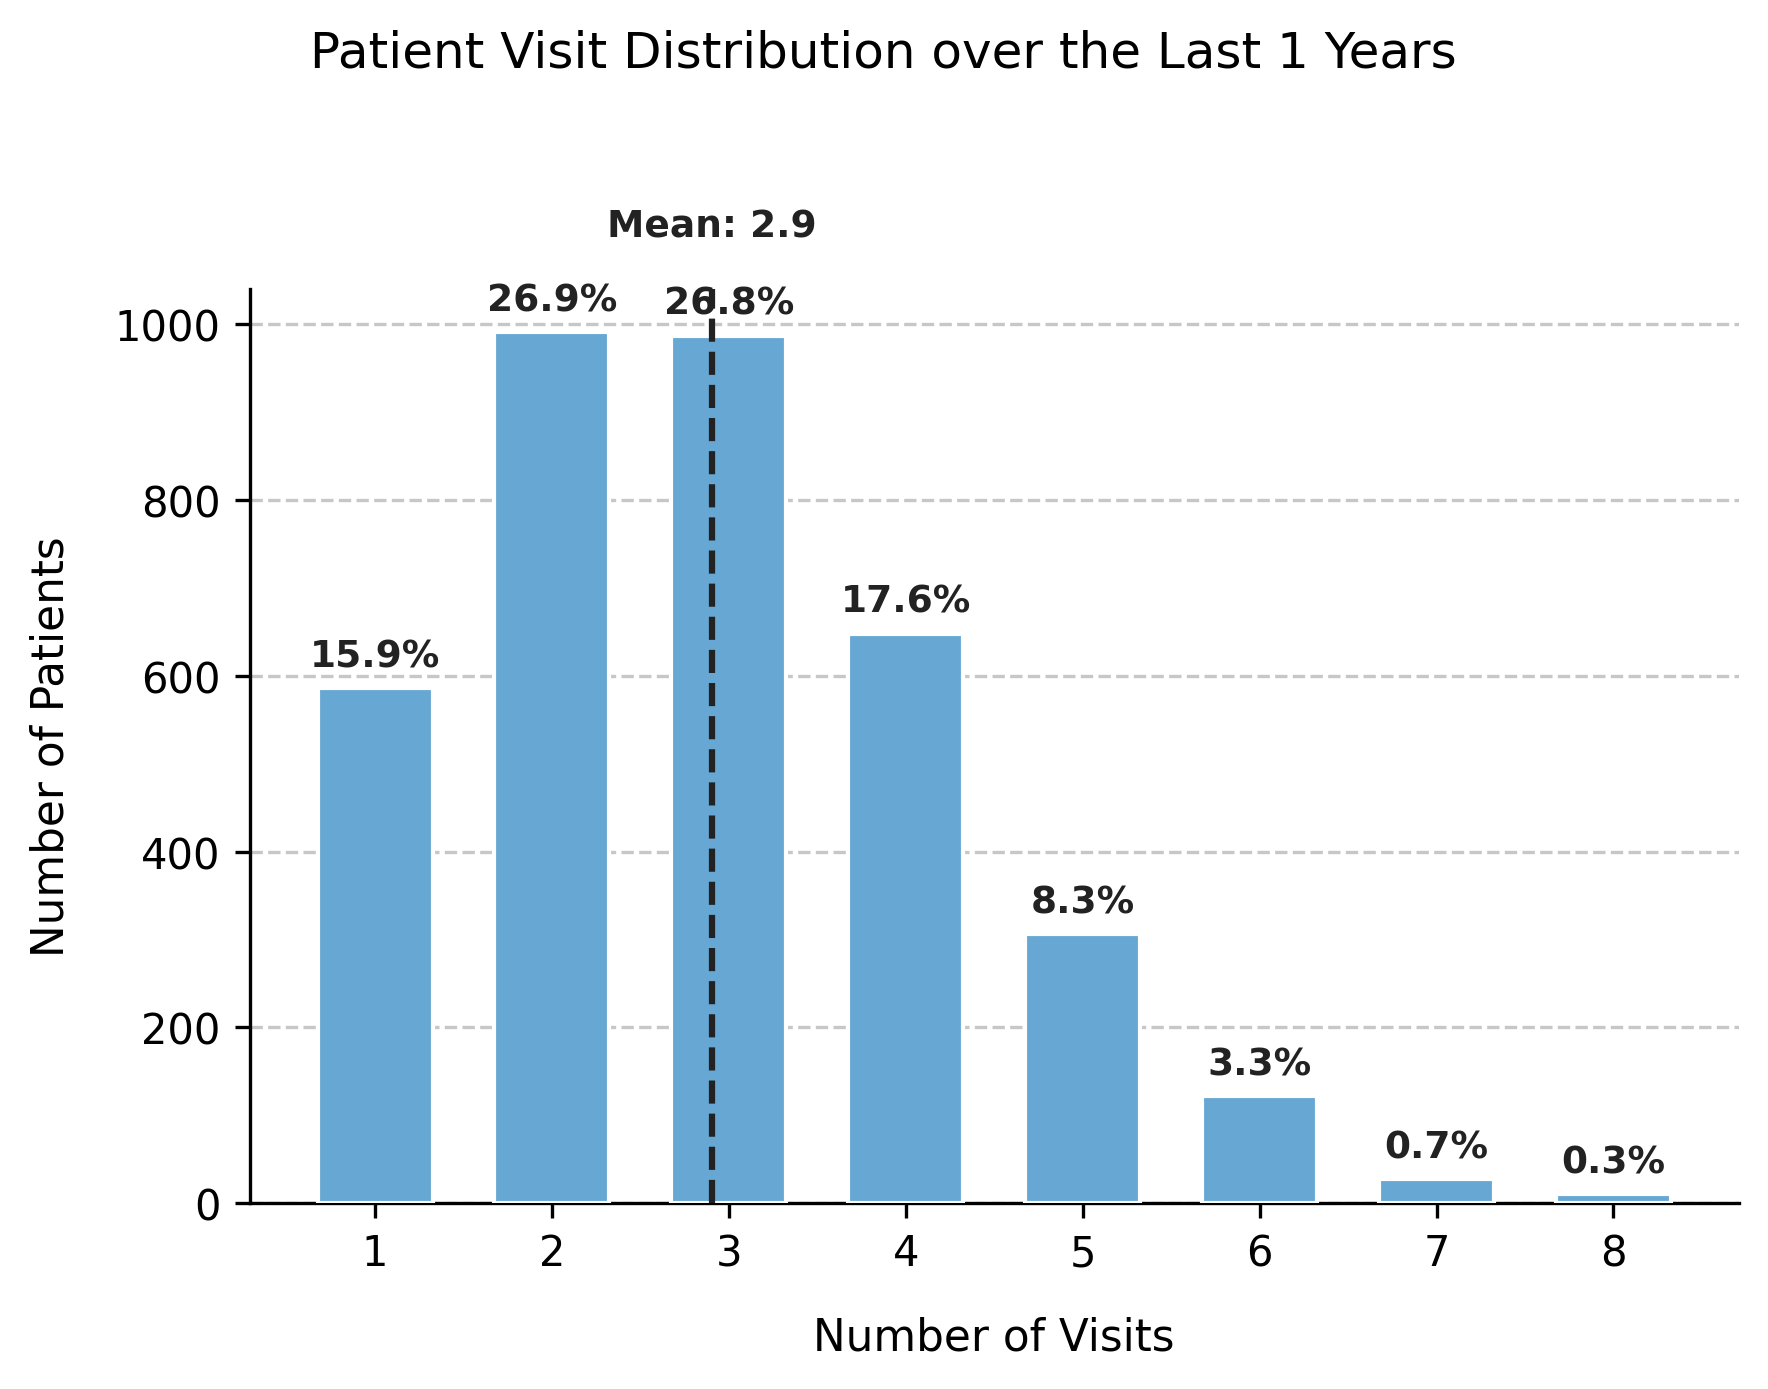 Patient Visit Distribution over the Last 1 Years
Mean: 2.9
26.9%
26.8%
17.6%
15.9%
8.3%
3.3%
0.7%
0.3%
Number of Patients
1000
800
600
400
200
0
1 2 3 4 5 6 7 8
Number of Visits